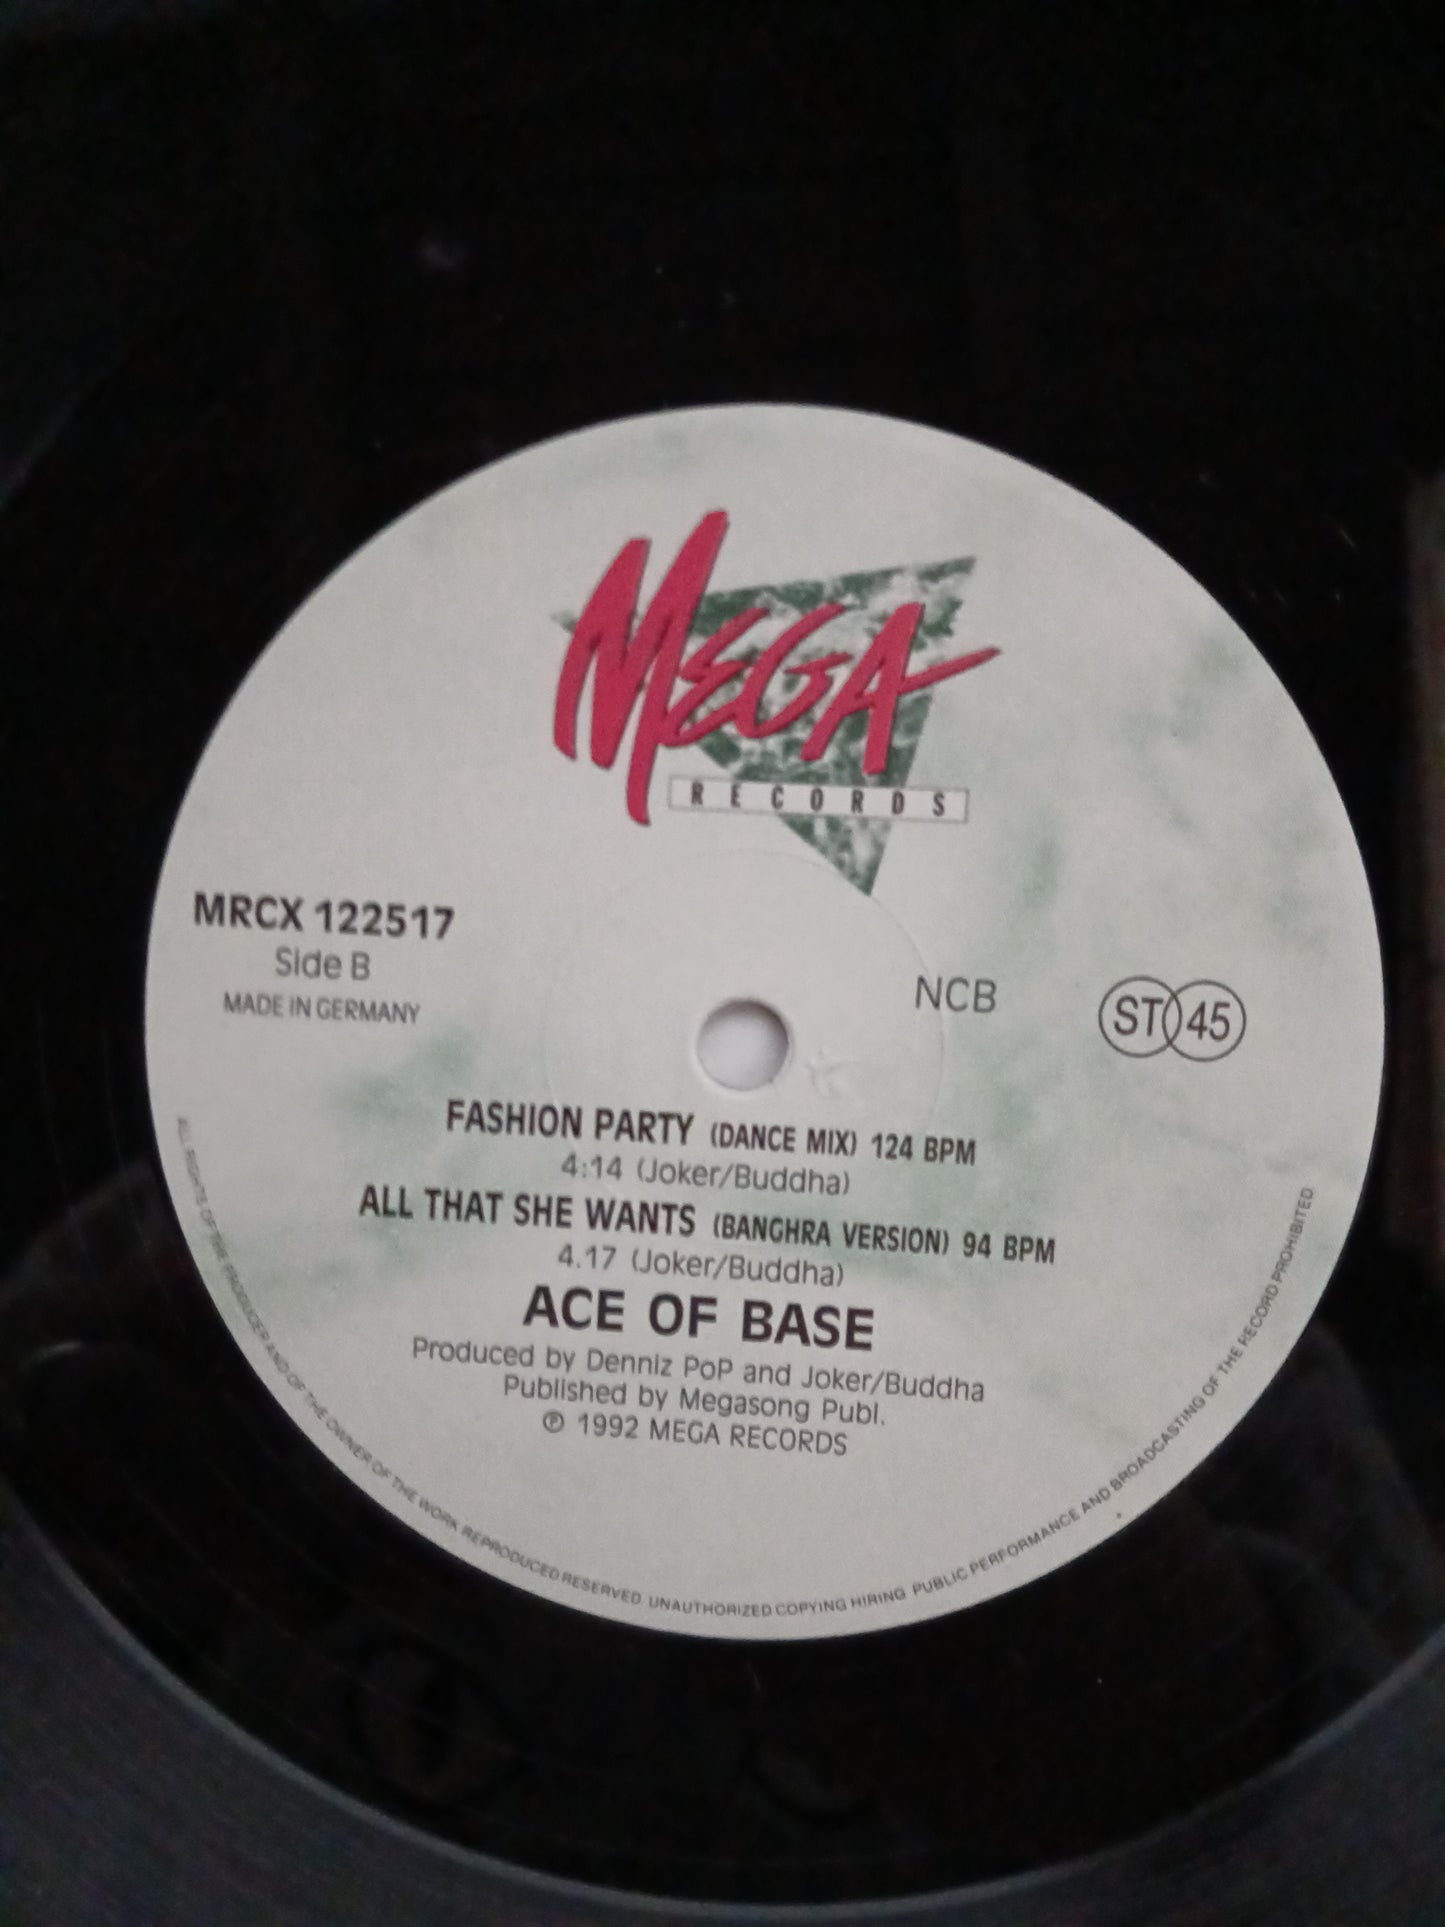 MEGA
RECORDS
MRCX 122517
Side B
MADE IN GERMANY
NCB
ST 45
FASHION PARTY (DANCE MIX) 124 BPM
4:14 (Joker/Buddha)
ALL THAT SHE WANTS (BANGHRA VERSION) 94 BPM
4.17 (Joker/Buddha)
ACE OF BASE
Produced by Denniz PoP and Joker/Buddha
Published by Megasong Publ.
℗ 1992 MEGA RECORDS
ALL RIGHTS OF THE PRODUCER AND OF THE OWNER OF THE WORK REPRODUCED RESERVED. UNAUTHORIZED COPYING HIRING PUBLIC PERFORMANCE AND BROADCASTING OF THE RECORD PROHIBITED.